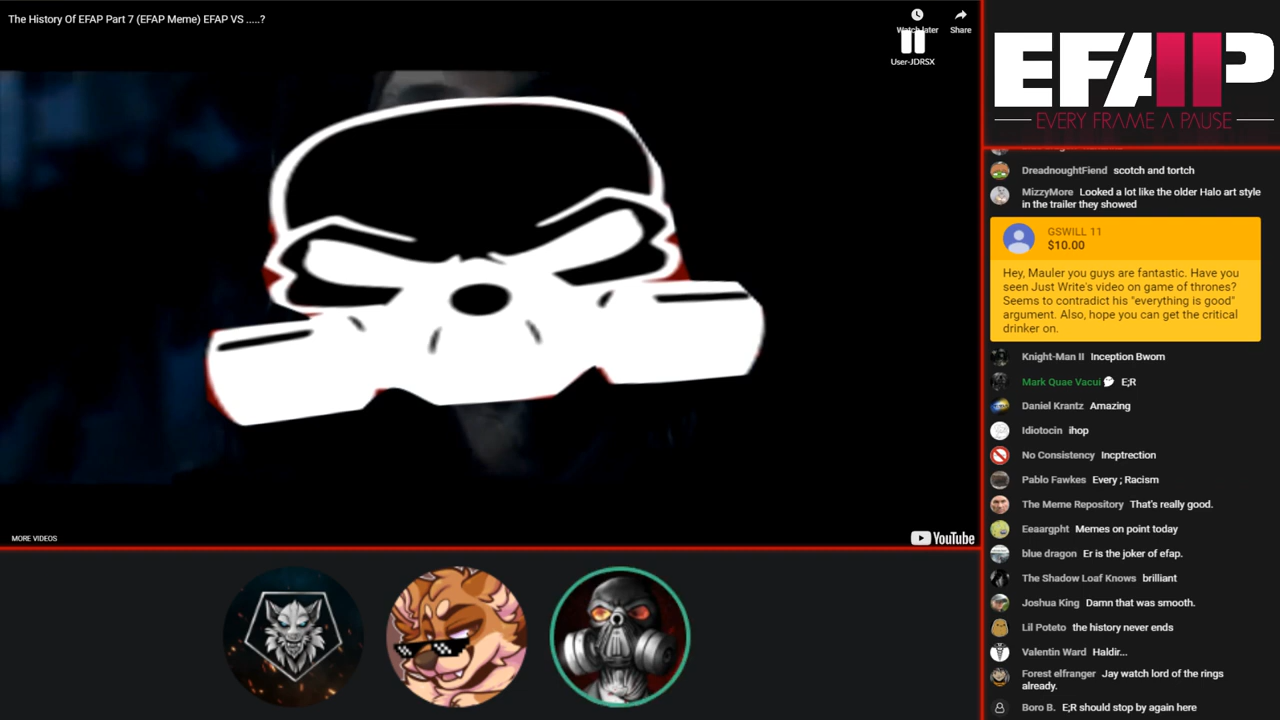 The History Of EFAP Part 7 (EFAP Meme) EFAP VS .....?
Watch later
Share
User-JDRSX
MORE VIDEOS
YouTube
EFAP
EVERY FRAME A PAUSE
DreadnoughtFiend scotch and tortch
MizzyMore Looked a lot like the older Halo art style
in the trailer they showed
GSWILL 11
$10.00
Hey, Mauler you guys are fantastic. Have you
seen Just Write's video on game of thrones?
Seems to contradict his "everything is good"
argument. Also, hope you can get the critical
drinker on.
Knight-Man II Inception Bwom
Mark Quae Vacui E;R
Daniel Krantz Amazing
Idiotocin ihop
No Consistency Incptrection
Pablo Fawkes Every ; Racism
The Meme Repository That's really good.
Eeaargpht Memes on point today
blue dragon Er is the joker of efap.
The Shadow Loaf Knows brilliant
Joshua King Damn that was smooth.
Lil Poteto the history never ends
Valentin Ward Haldir...
Forest elfranger Jay watch lord of the rings
already.
Boro B. E;R should stop by again here